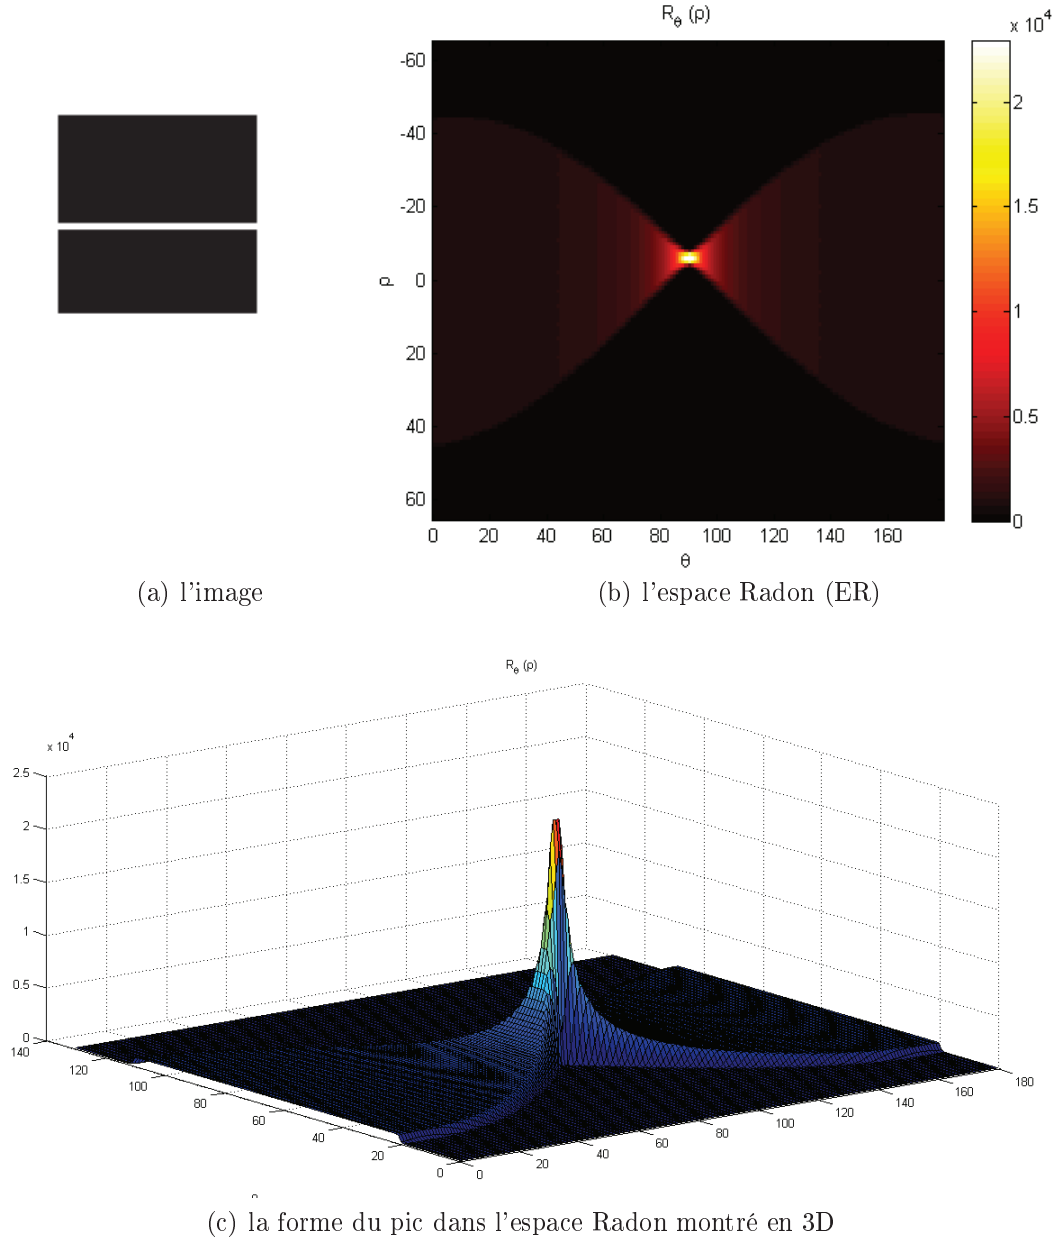 R_θ (ρ)
x 10^4
-60
-40
-20
0
20
40
60
ρ
0 20 40 60 80 100 120 140 160
θ
2
1.5
1
0.5
0
(a) l'image
(b) l'espace Radon (ER)
R_θ (ρ)
x 10^4
2.5
2
1.5
1
0.5
0
140 120 100 80 60 40 20 0
0 20 40 60 80 100 120 140 160 180
(c) la forme du pic dans l'espace Radon montré en 3D